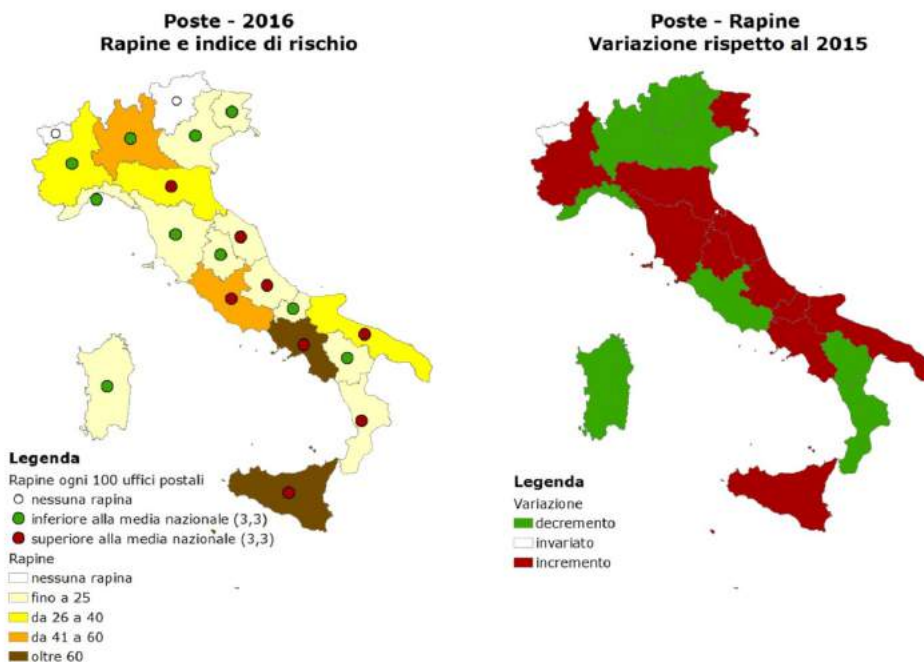 Poste - 2016
Rapine e indice di rischio
Legenda
Rapine ogni 100 uffici postali
nessuna rapina
inferiore alla media nazionale (3,3)
superiore alla media nazionale (3,3)
Rapine
nessuna rapina
fino a 25
da 26 a 40
da 41 a 60
oltre 60
Poste - Rapine
Variazione rispetto al 2015
Legenda
Variazione
decremento
invariato
incremento